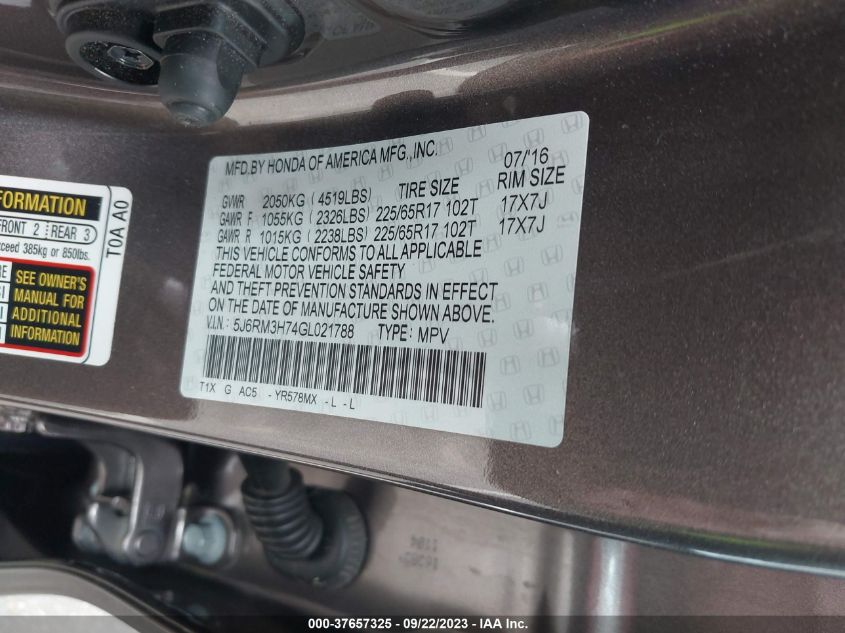 MFD.BY HONDA OF AMERICA MFG.,INC. 07/'16
GVWR 2050KG (4519LBS) TIRE SIZE RIM SIZE
GAWR F 1055KG (2326LBS) 225/65R17 102T 17X7J
GAWR R 1015KG (2238LBS) 225/65R17 102T 17X7J
THIS VEHICLE CONFORMS TO ALL APPLICABLE
FEDERAL MOTOR VEHICLE SAFETY
AND THEFT PREVENTION STANDARDS IN EFFECT
ON THE DATE OF MANUFACTURE SHOWN ABOVE.
V.I.N.: 5J6RM3H74GL021788 TYPE: MPV
T1X G AC5 - YR578MX - L - L
FORMATION
FRONT 2 REAR 3
xceed 385kg or 850lbs.
SEE OWNER'S
MANUAL FOR
ADDITIONAL
INFORMATION
T0A A0
000-37657325 - 09/22/2023 - IAA Inc.